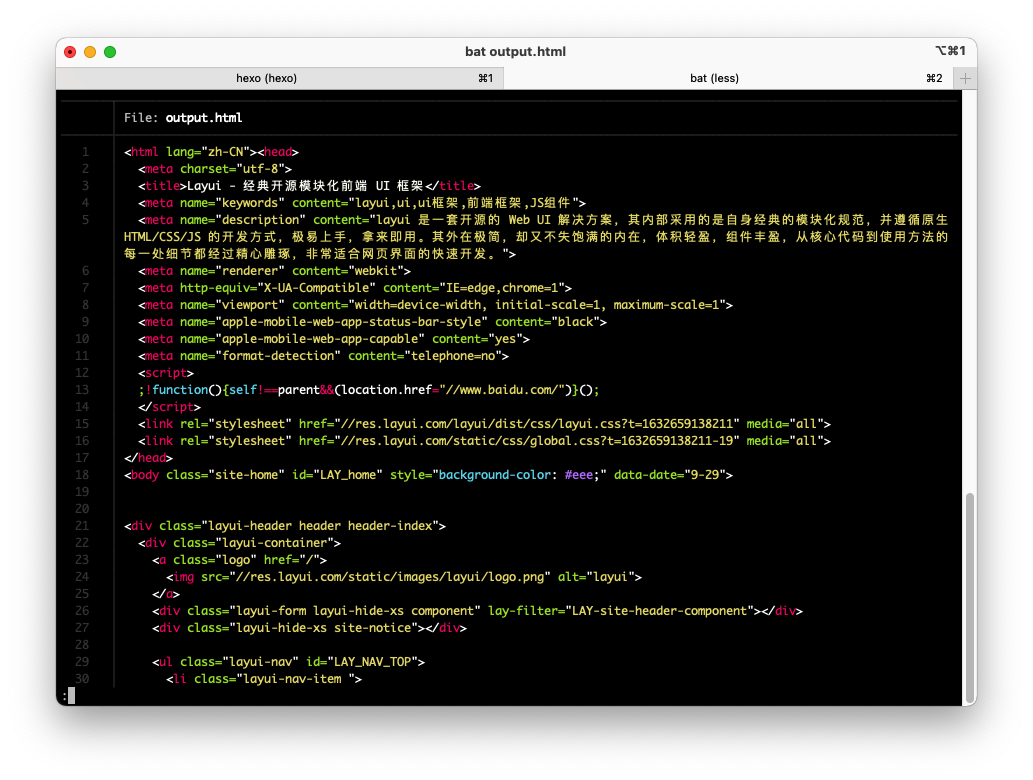 bat output.html
⌥⌘1
hexo (hexo) ⌘1
bat (less) ⌘2
File: output.html
1 <html lang="zh-CN"><head>
2   <meta charset="utf-8">
3   <title>Layui - 经典开源模块化前端 UI 框架</title>
4   <meta name="keywords" content="layui,ui,ui框架,前端框架,JS组件">
5   <meta name="description" content="layui 是一套开源的 Web UI 解决方案，其内部采用的是自身经典的模块化规范，并遵循原生
HTML/CSS/JS 的开发方式，极易上手，拿来即用。其外在极简，却又不失饱满的内在，体积轻盈，组件丰盈，从核心代码到使用方法的
每一处细节都经过精心雕琢，非常适合网页界面的快速开发。">
6   <meta name="renderer" content="webkit">
7   <meta http-equiv="X-UA-Compatible" content="IE=edge,chrome=1">
8   <meta name="viewport" content="width=device-width, initial-scale=1, maximum-scale=1">
9   <meta name="apple-mobile-web-app-status-bar-style" content="black">
10   <meta name="apple-mobile-web-app-capable" content="yes">
11   <meta name="format-detection" content="telephone=no">
12   <script>
13   ;!function(){self!==parent&&(location.href="//www.baidu.com/")}();
14   </script>
15   <link rel="stylesheet" href="//res.layui.com/layui/dist/css/layui.css?t=1632659138211" media="all">
16   <link rel="stylesheet" href="//res.layui.com/static/css/global.css?t=1632659138211-19" media="all">
17 </head>
18 <body class="site-home" id="LAY_home" style="background-color: #eee;" data-date="9-29">
19
20
21 <div class="layui-header header header-index">
22   <div class="layui-container">
23     <a class="logo" href="/">
24       <img src="//res.layui.com/static/images/layui/logo.png" alt="layui">
25     </a>
26     <div class="layui-form layui-hide-xs component" lay-filter="LAY-site-header-component"></div>
27     <div class="layui-hide-xs site-notice"></div>
28
29     <ul class="layui-nav" id="LAY_NAV_TOP">
30       <li class="layui-nav-item ">
: